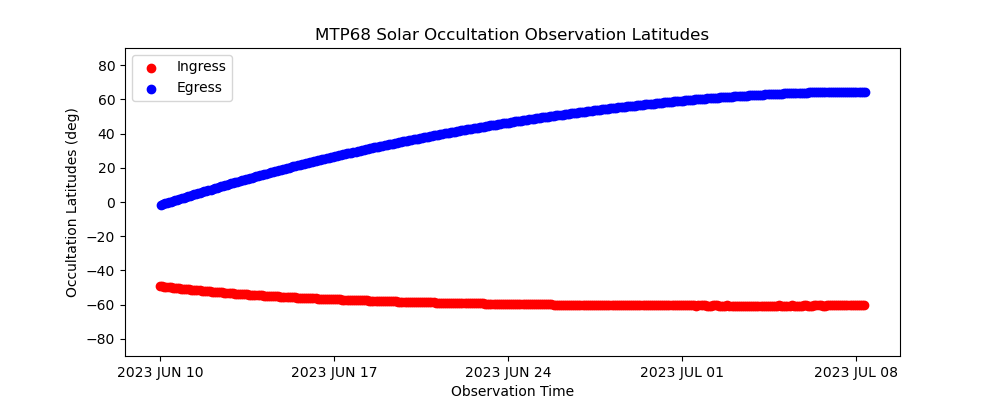 MTP68 Solar Occultation Observation Latitudes
Ingress
Egress
Occultation Latitudes (deg)
80
60
40
20
0
−20
−40
−60
−80
2023 JUN 10
2023 JUN 17
2023 JUN 24
2023 JUL 01
2023 JUL 08
Observation Time